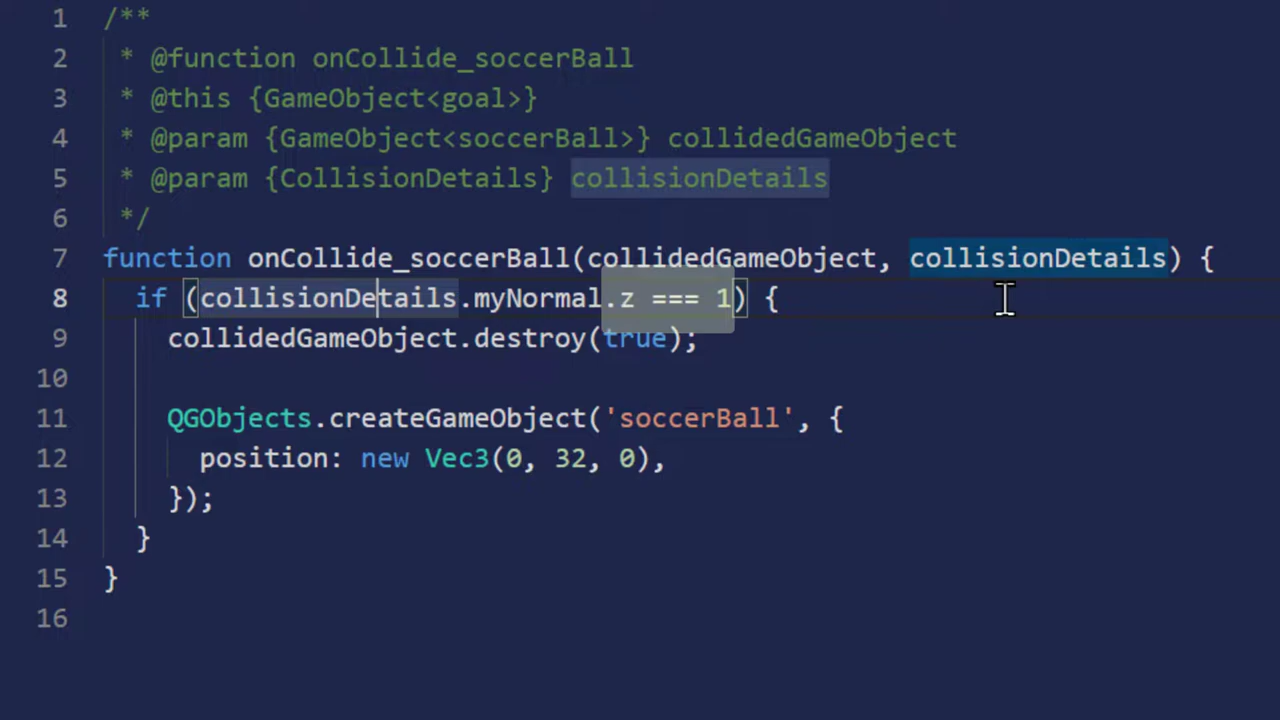 1 /**
2  * @function onCollide_soccerBall
3  * @this {GameObject<goal>}
4  * @param {GameObject<soccerBall>} collidedGameObject
5  * @param {CollisionDetails} collisionDetails
6  */
7 function onCollide_soccerBall(collidedGameObject, collisionDetails) {
8   if (collisionDetails.myNormal.z === 1) {
9     collidedGameObject.destroy(true);
10
11     QGObjects.createGameObject('soccerBall', {
12       position: new Vec3(0, 32, 0),
13     });
14   }
15 }
16